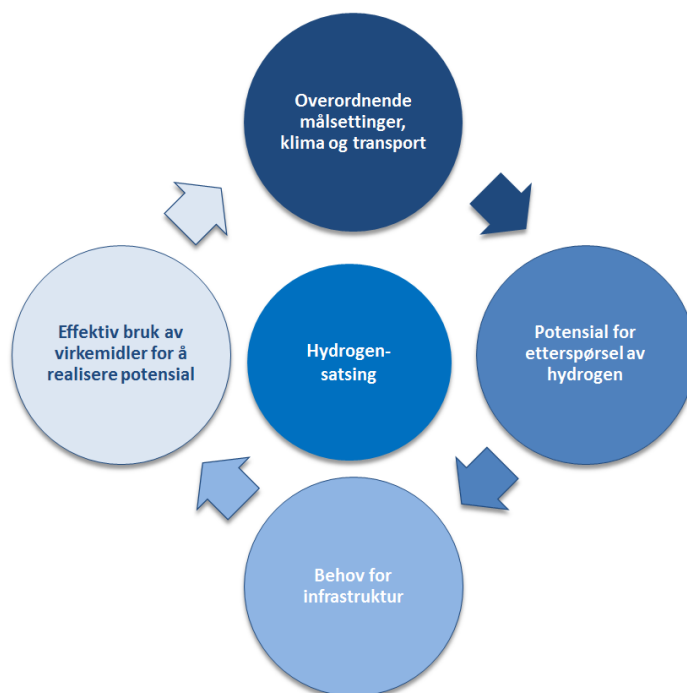 Overordnende
målsettinger,
klima og transport
Potensial for
etterspørsel av
hydrogen
Behov for
infrastruktur
Effektiv bruk av
virkemidler for å
realisere potensial
Hydrogen-
satsing